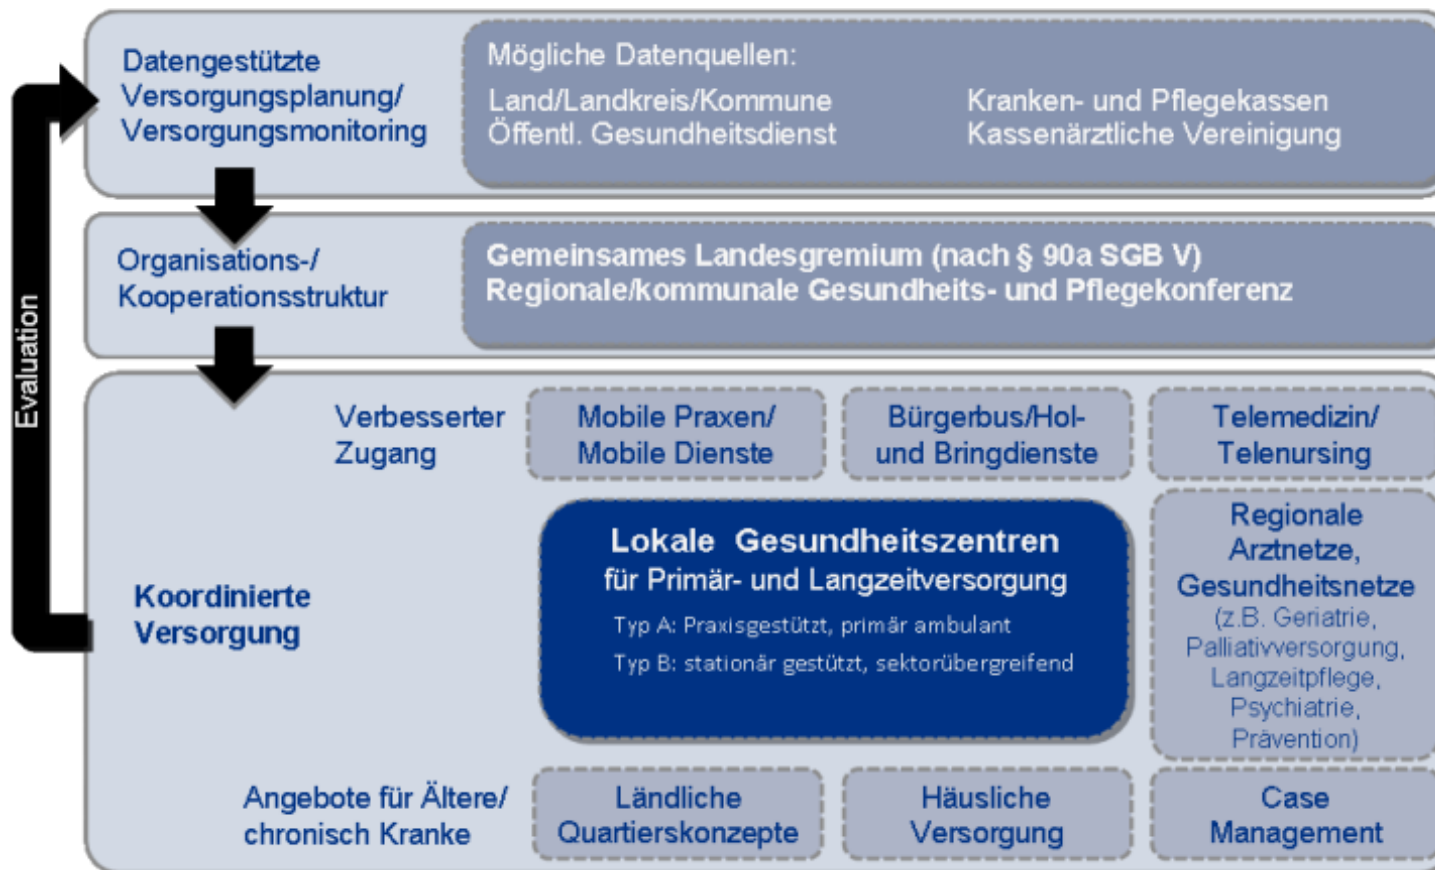 Datengestützte
Versorgungsplanung/
Versorgungsmonitoring
Mögliche Datenquellen:
Land/Landkreis/Kommune
Öffentl. Gesundheitsdienst
Kranken- und Pflegekassen
Kassenärztliche Vereinigung
Organisations-/
Kooperationsstruktur
Gemeinsames Landesgremium (nach § 90a SGB V)
Regionale/kommunale Gesundheits- und Pflegekonferenz
Evaluation
Verbesserter
Zugang
Mobile Praxen/
Mobile Dienste
Bürgerbus/Hol-
und Bringdienste
Telemedizin/
Telenursing
Koordinierte
Versorgung
Lokale Gesundheitszentren
für Primär- und Langzeitversorgung
Typ A: Praxisgestützt, primär ambulant
Typ B: stationär gestützt, sektorübergreifend
Regionale
Arztnetze,
Gesundheitsnetze
(z.B. Geriatrie,
Palliativversorgung,
Langzeitpflege,
Psychiatrie,
Prävention)
Angebote für Ältere/
chronisch Kranke
Ländliche
Quartierskonzepte
Häusliche
Versorgung
Case
Management